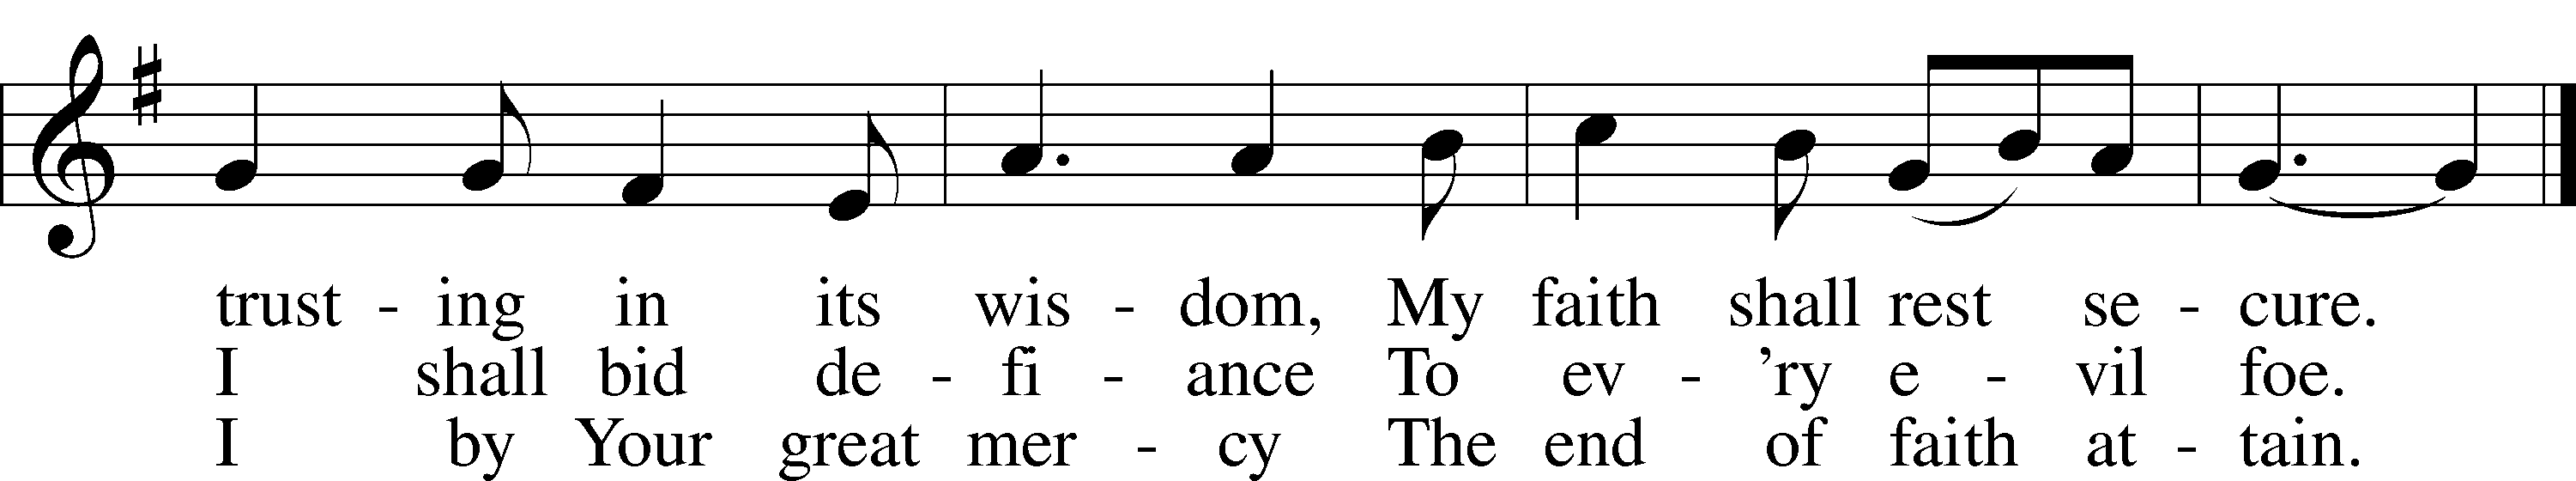 trust - ing in its wis - dom, My faith shall rest se - cure.
I shall bid de - fi - ance To ev - ’ry e - vil foe.
I by Your great mer - cy The end of faith at - tain.